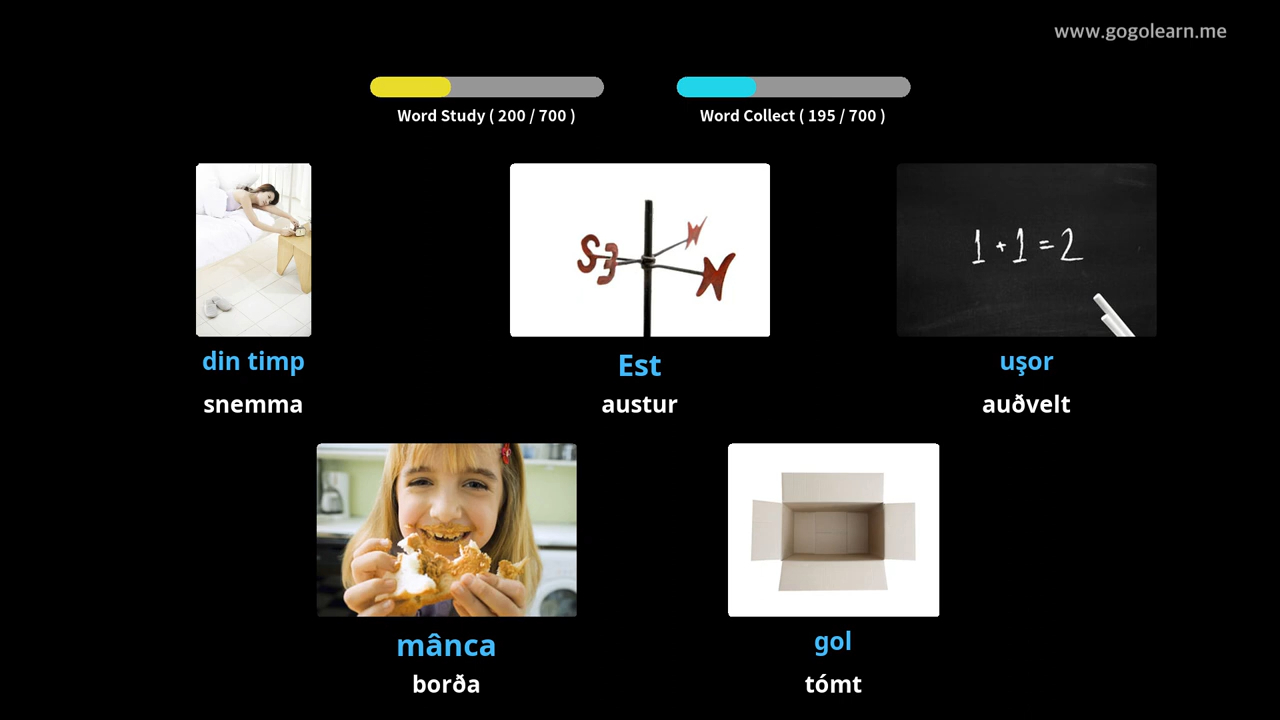 www.gogolearn.me
Word Study ( 200 / 700 )
Word Collect ( 195 / 700 )
S E N W
1 + 1 = 2
din timp
Est
uşor
snemma
austur
auðvelt
mânca
gol
borða
tómt